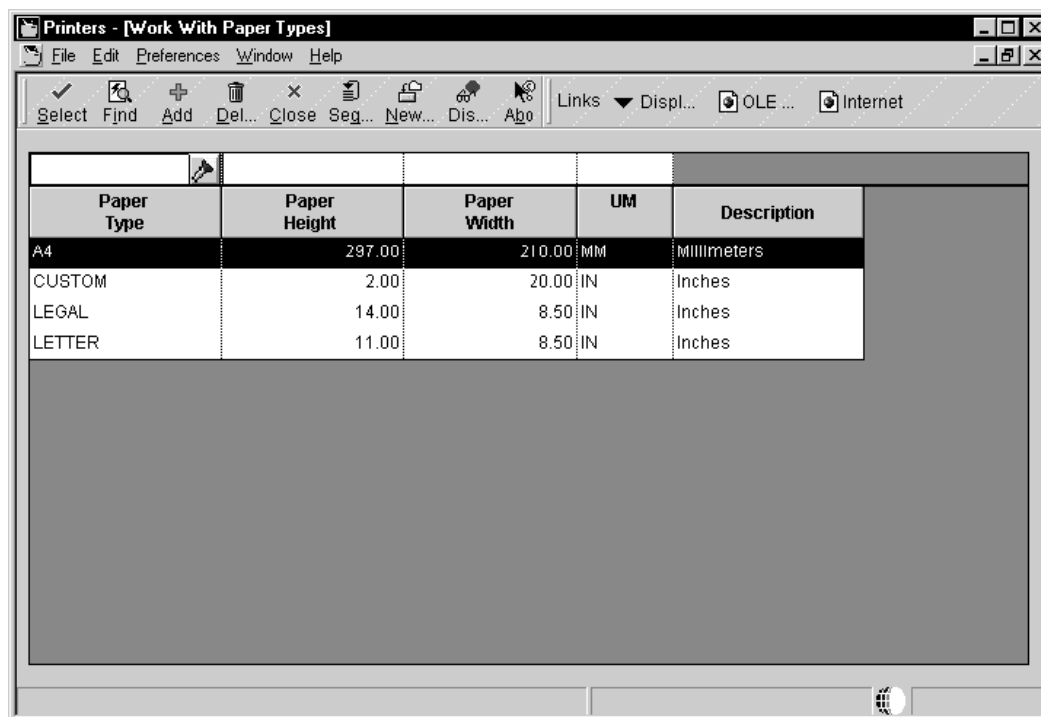 Printers - [Work With Paper Types]
File Edit Preferences Window Help
Select Find Add Del... Close Seq... New... Dis... Abo Links Displ... OLE ... Internet
Paper Type Paper Height Paper Width UM Description
A4 297.00 210.00 MM Millimeters
CUSTOM 2.00 20.00 IN Inches
LEGAL 14.00 8.50 IN Inches
LETTER 11.00 8.50 IN Inches